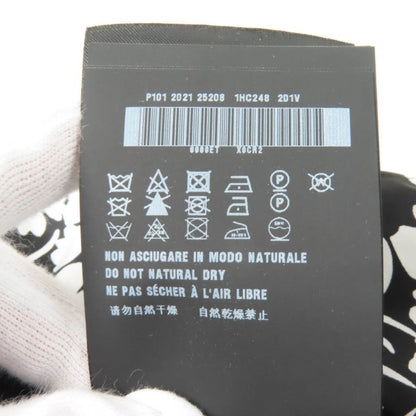 P101 2021 25208 1HC248 2D1V
0000ET X0CR2
NON ASCIUGARE IN MODO NATURALE
DO NOT NATURAL DRY
NE PAS SÉCHER À L'AIR LIBRE
请勿自然干燥 自然乾燥禁止